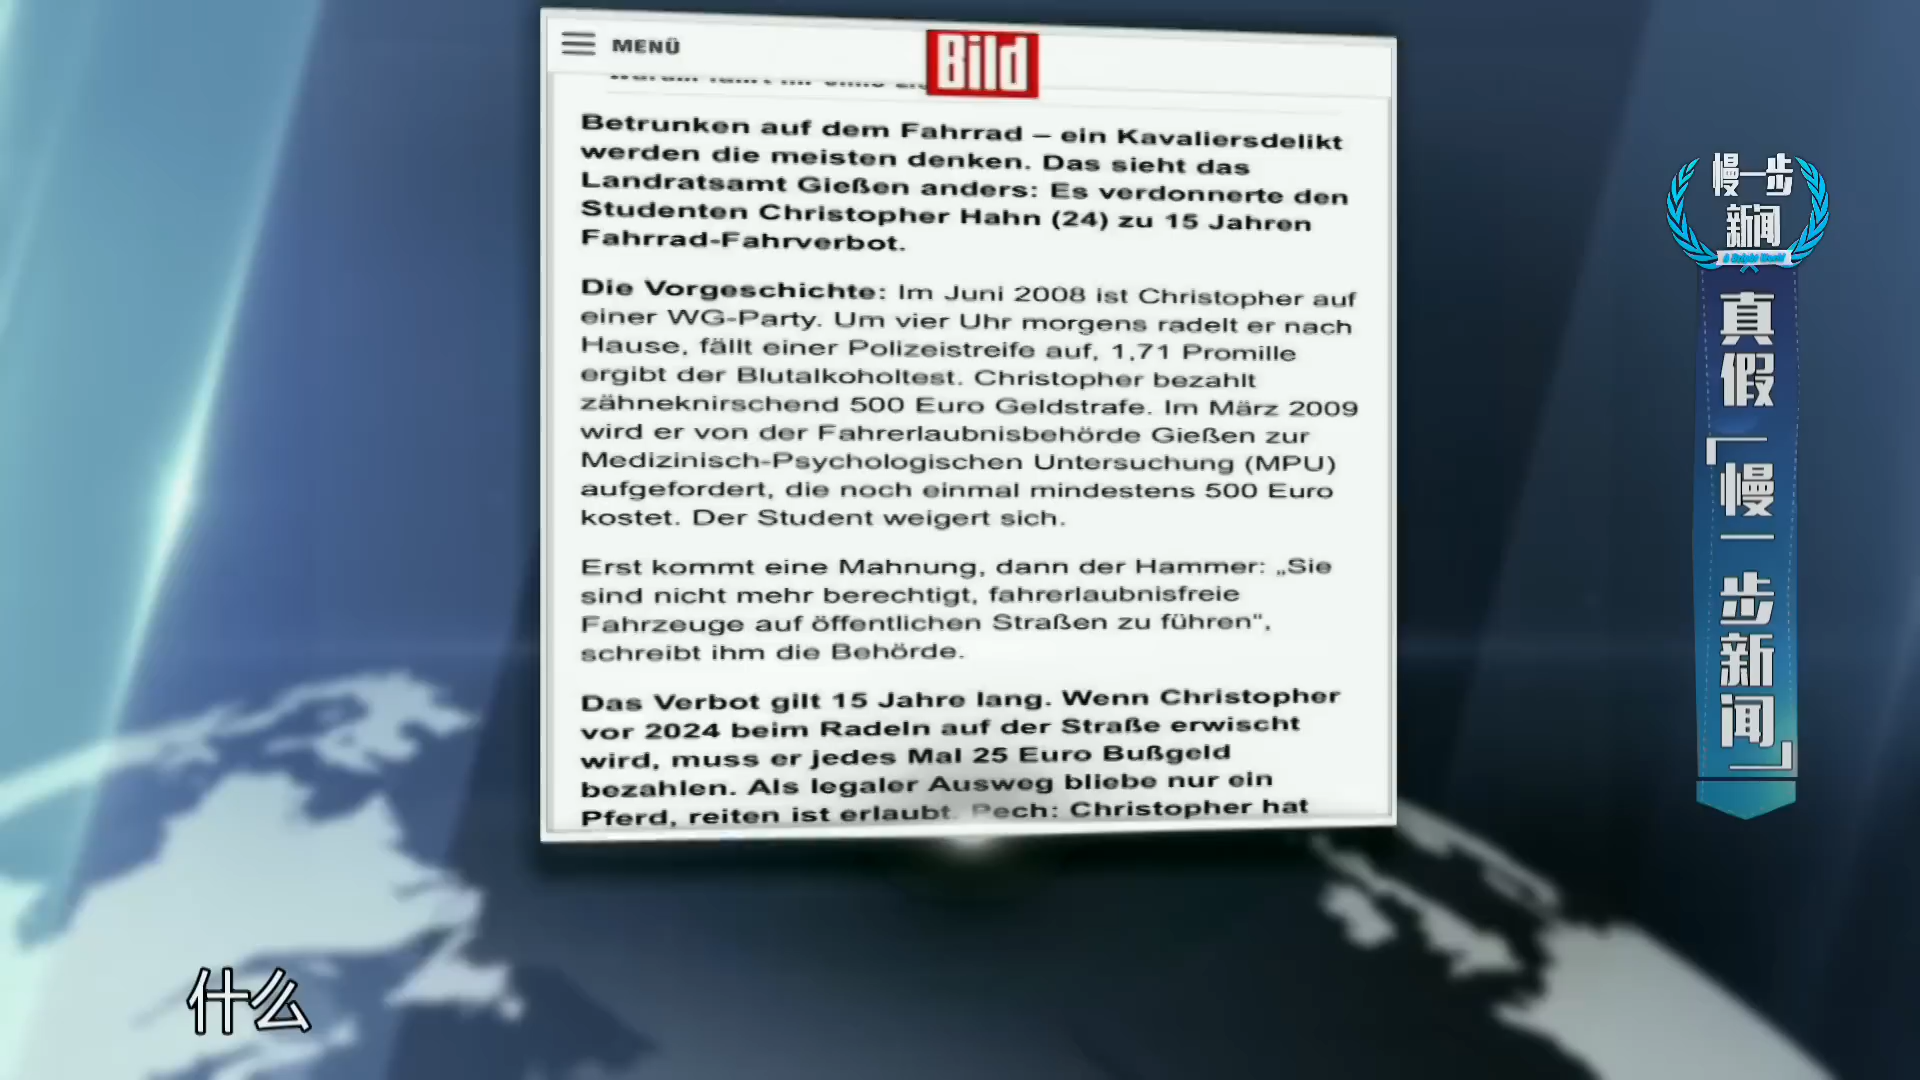 MENÜ
Bild
Betrunken auf dem Fahrrad – ein Kavaliersdelikt
werden die meisten denken. Das sieht das
Landratsamt Gießen anders: Es verdonnerte den
Studenten Christopher Hahn (24) zu 15 Jahren
Fahrrad-Fahrverbot.
Die Vorgeschichte: Im Juni 2008 ist Christopher auf
einer WG-Party. Um vier Uhr morgens radelt er nach
Hause, fällt einer Polizeistreife auf, 1,71 Promille
ergibt der Blutalkoholtest. Christopher bezahlt
zähneknirschend 500 Euro Geldstrafe. Im März 2009
wird er von der Fahrerlaubnisbehörde Gießen zur
Medizinisch-Psychologischen Untersuchung (MPU)
aufgefordert, die noch einmal mindestens 500 Euro
kostet. Der Student weigert sich.
Erst kommt eine Mahnung, dann der Hammer: „Sie
sind nicht mehr berechtigt, fahrerlaubnisfreie
Fahrzeuge auf öffentlichen Straßen zu führen“,
schreibt ihm die Behörde.
Das Verbot gilt 15 Jahre lang. Wenn Christopher
vor 2024 beim Radeln auf der Straße erwischt
wird, muss er jedes Mal 25 Euro Bußgeld
bezahlen. Als legaler Ausweg bliebe nur ein
Pferd, reiten ist erlaubt. Pech: Christopher hat
慢一步
新闻
真假「慢一步新闻」
什么